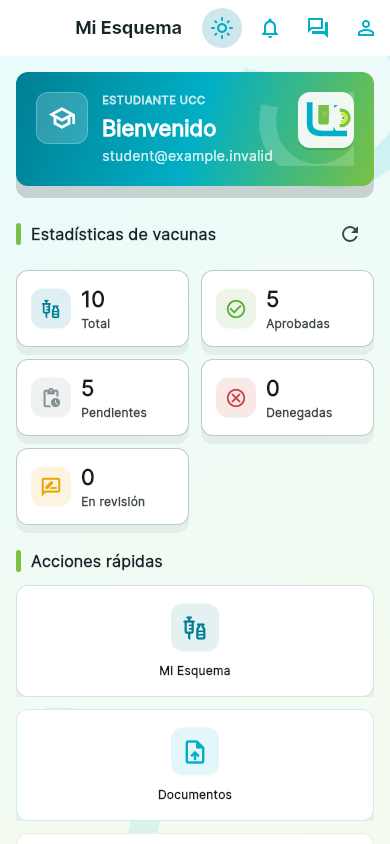 Mi Esquema
ESTUDIANTE UCC
Bienvenido
student@example.invalid
Estadísticas de vacunas
10
Total
5
Aprobadas
5
Pendientes
0
Denegadas
0
En revisión
Acciones rápidas
Mi Esquema
Documentos